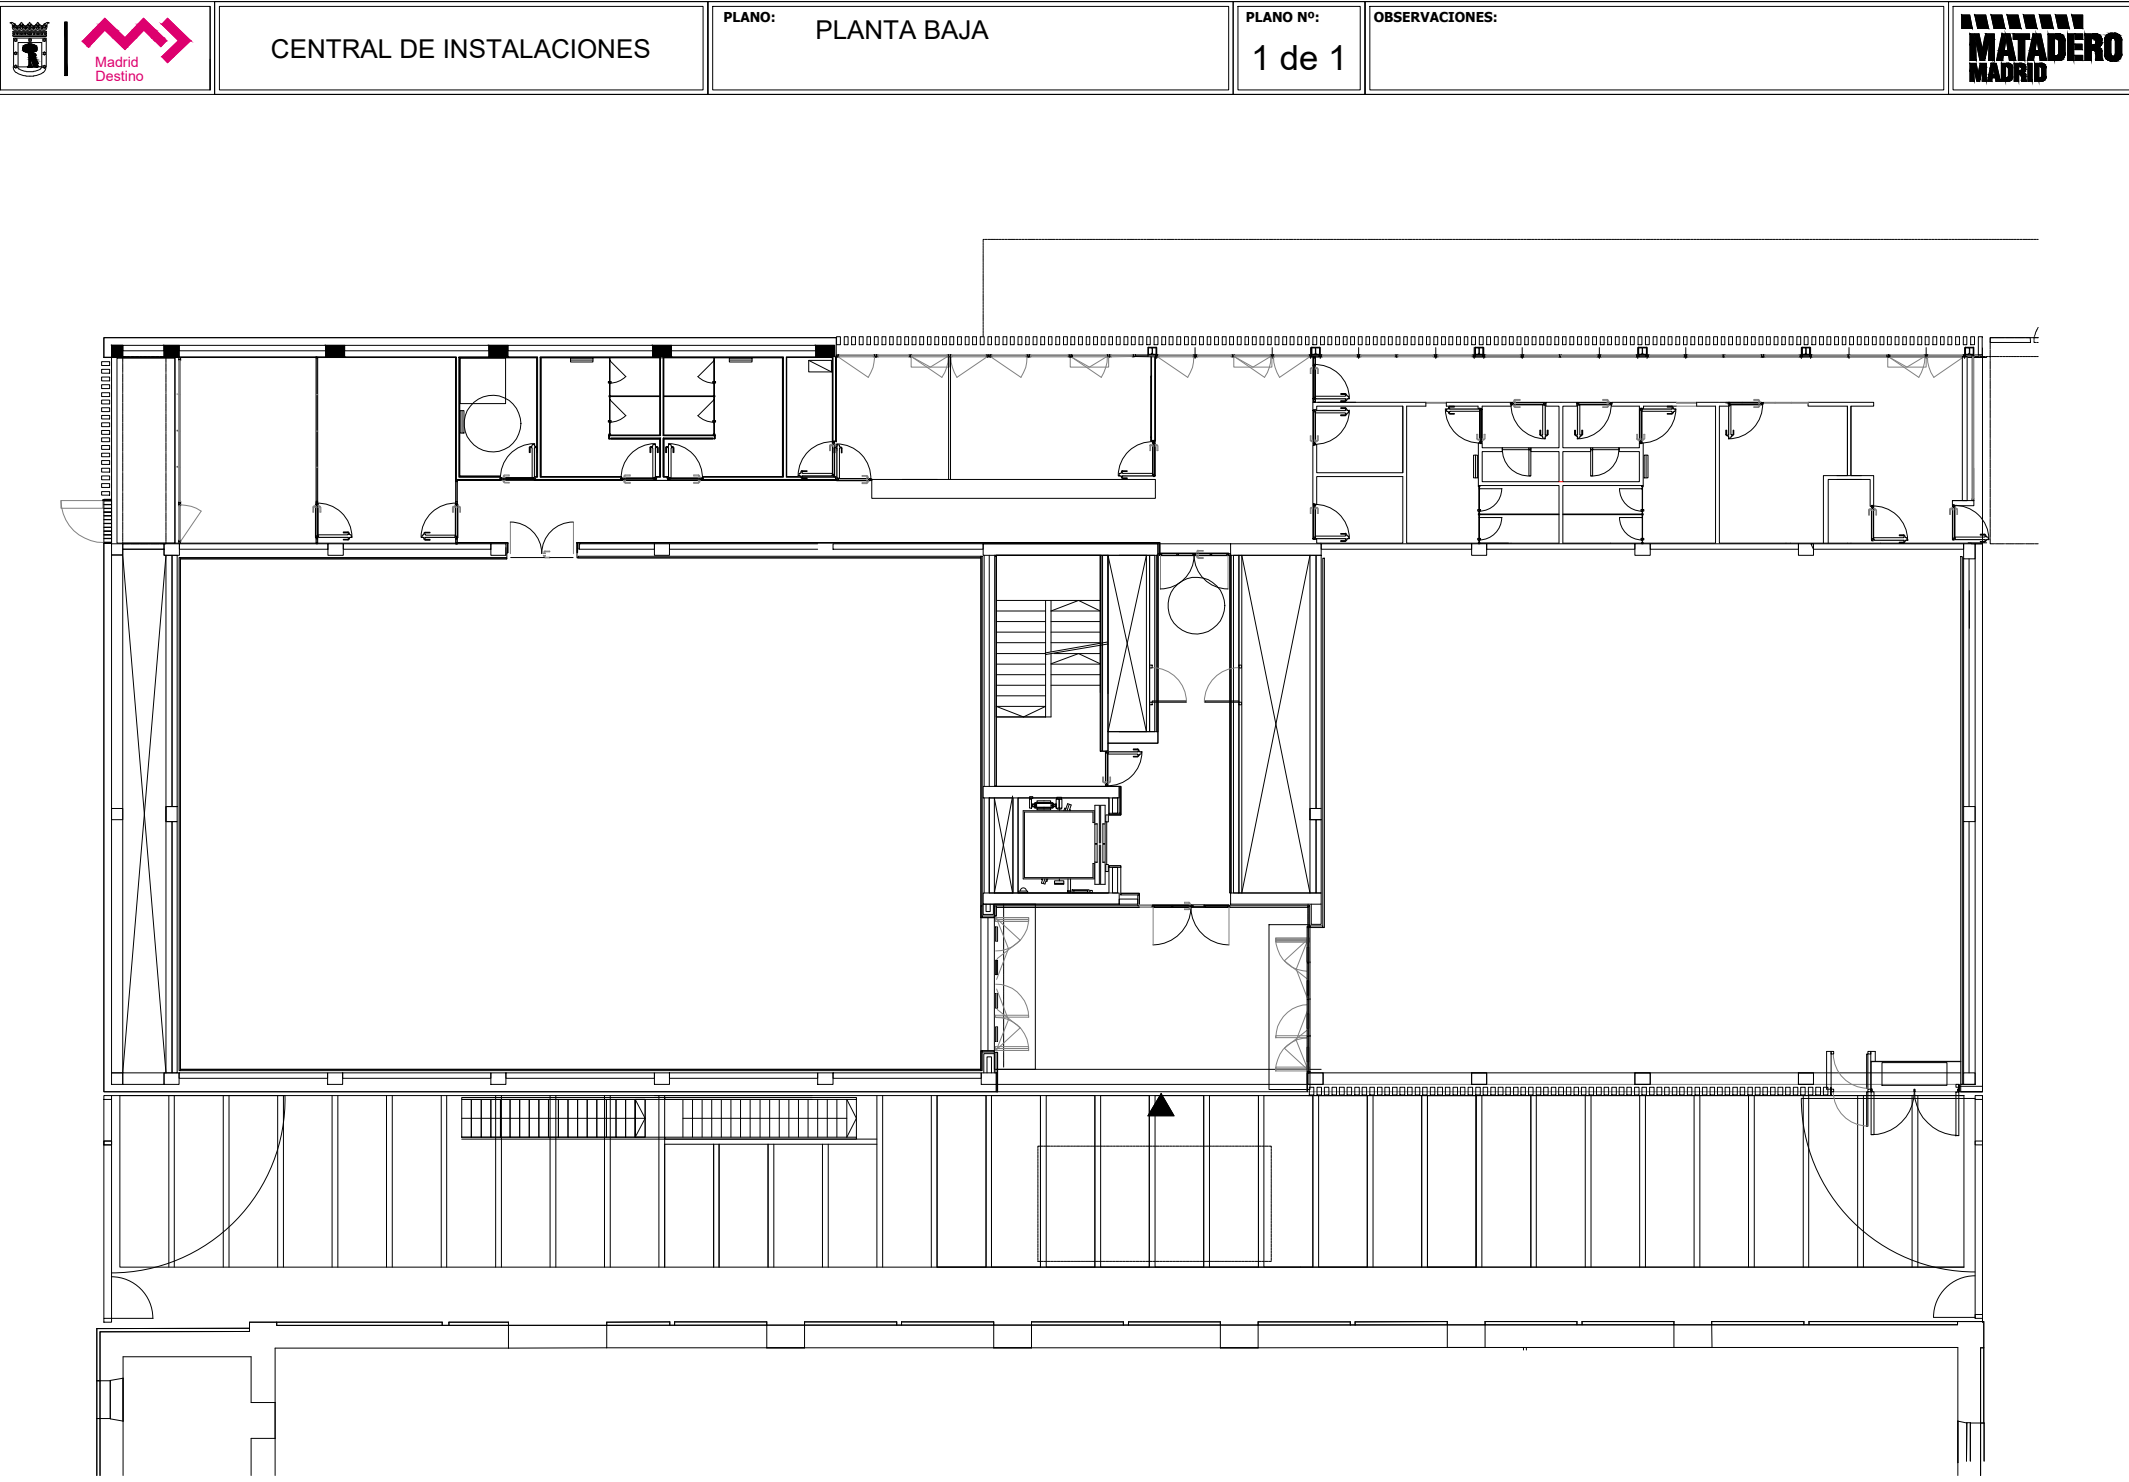 Madrid
Destino
CENTRAL DE INSTALACIONES
PLANO:
PLANTA BAJA
PLANO Nº:
1 de 1
OBSERVACIONES:
MATADERO
MADRID